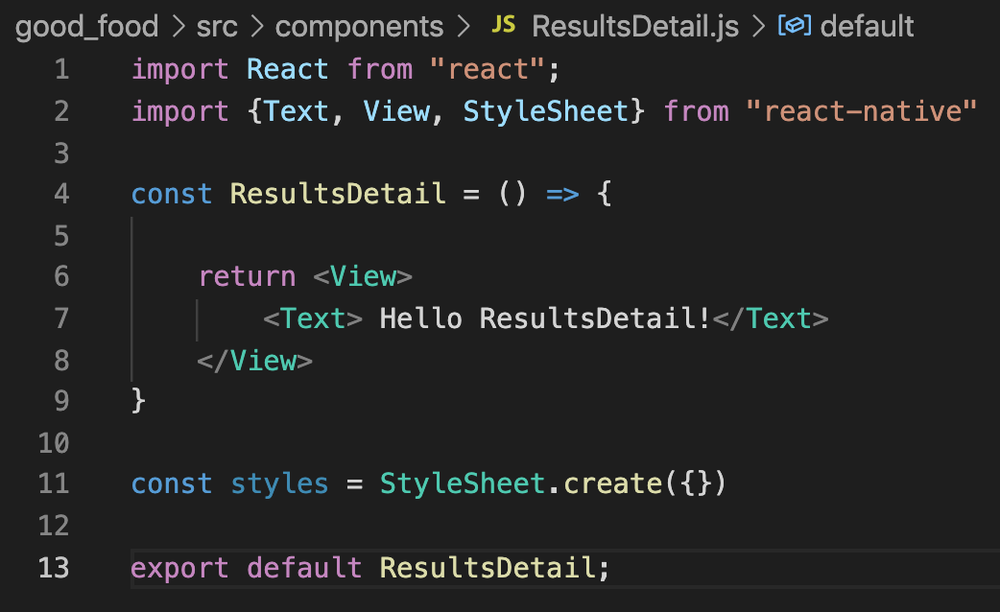 good_food > src > components > JS ResultsDetail.js > default
1 import React from "react";
2 import {Text, View, StyleSheet} from "react-native"
3
4 const ResultsDetail = () => {
5
6     return <View>
7         <Text> Hello ResultsDetail!</Text>
8     </View>
9 }
10
11 const styles = StyleSheet.create({})
12
13 export default ResultsDetail;